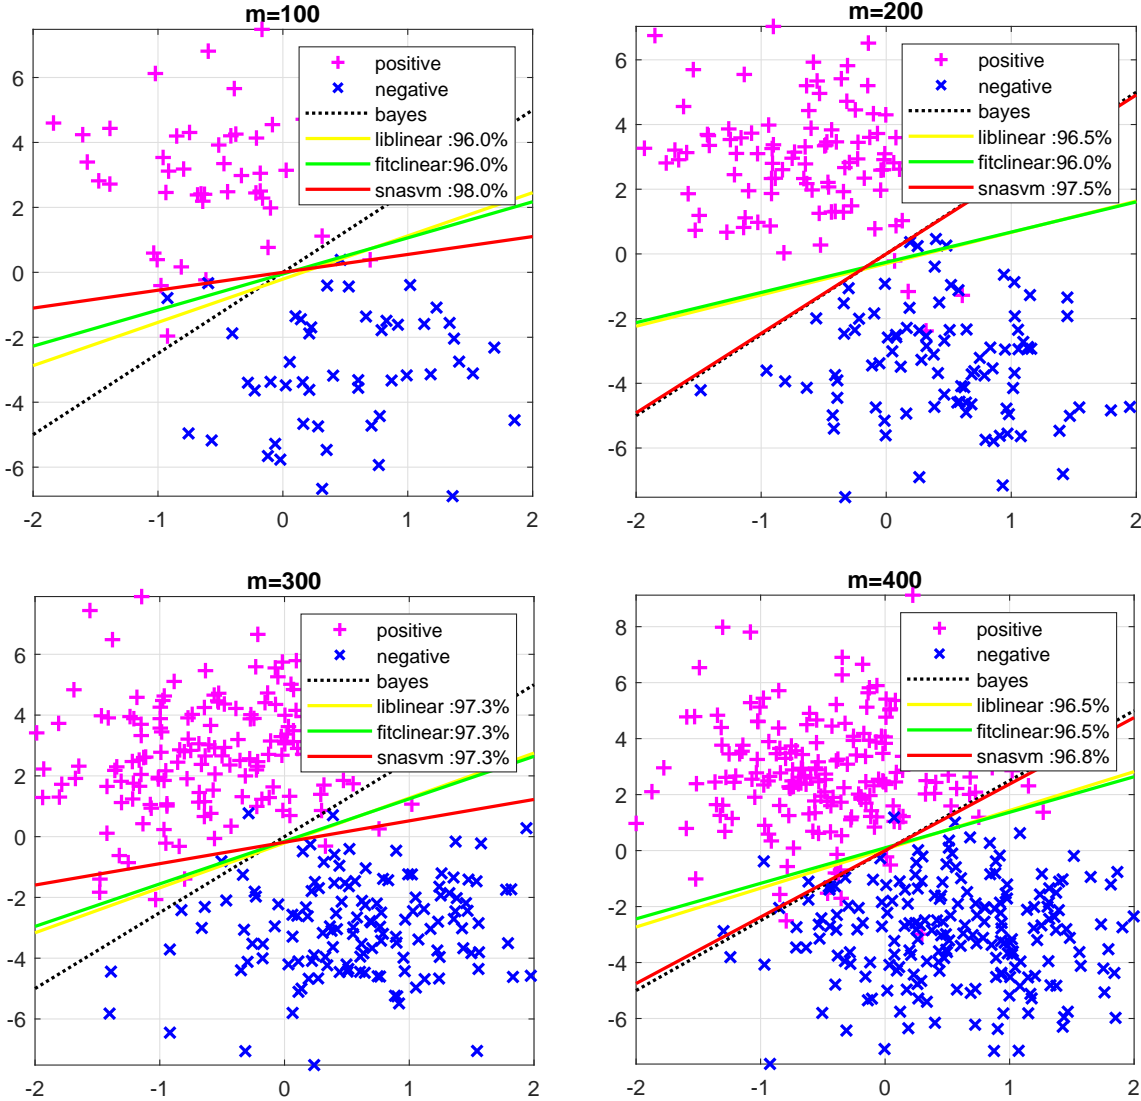 m=100
6
4
2
0
-2
-4
-6
-2 -1 0 1 2
positive
negative
bayes
liblinear :96.0%
fitclinear:96.0%
snasvm :98.0%
m=200
6
4
2
0
-2
-4
-6
-2 -1 0 1 2
positive
negative
bayes
liblinear :96.5%
fitclinear:96.0%
snasvm :97.5%
m=300
6
4
2
0
-2
-4
-6
-2 -1 0 1 2
positive
negative
bayes
liblinear :97.3%
fitclinear:97.3%
snasvm :97.3%
m=400
8
6
4
2
0
-2
-4
-6
-2 -1 0 1 2
positive
negative
bayes
liblinear :96.5%
fitclinear:96.5%
snasvm :96.8%